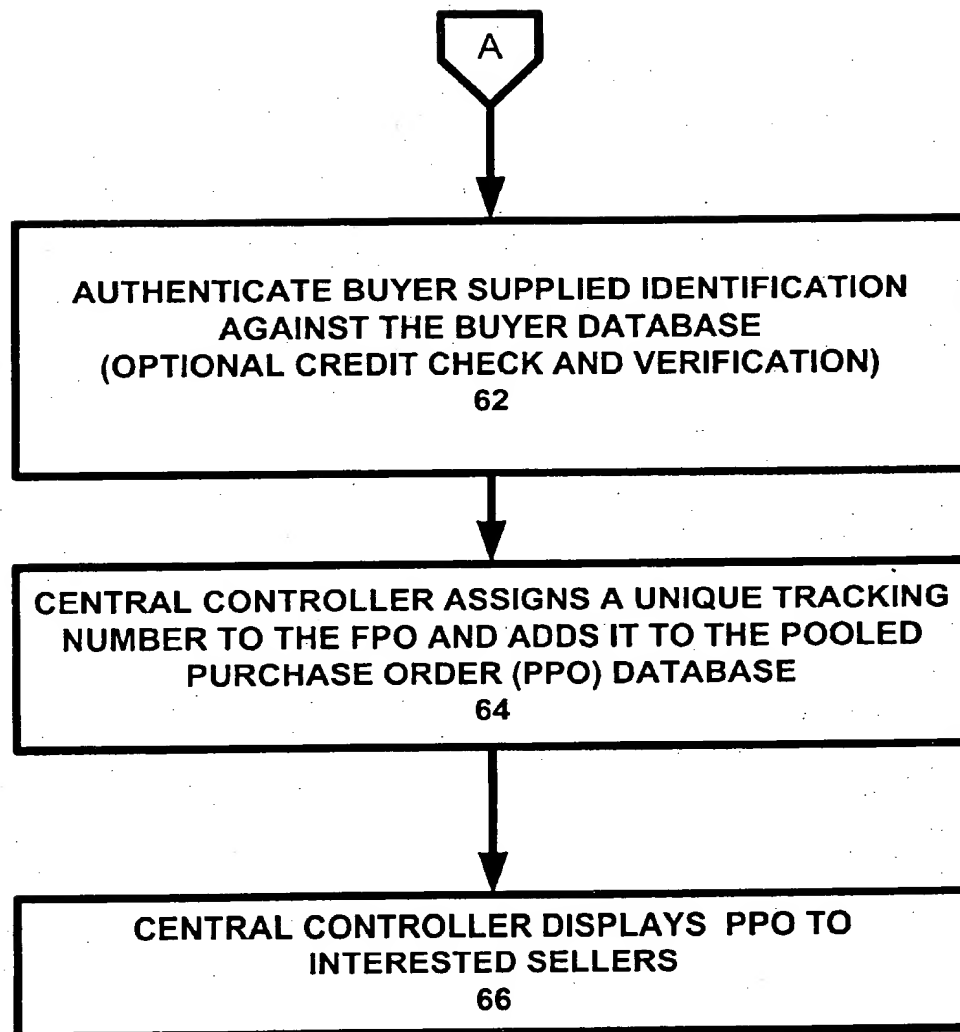 A
AUTHENTICATE BUYER SUPPLIED IDENTIFICATION
AGAINST THE BUYER DATABASE
(OPTIONAL CREDIT CHECK AND VERIFICATION)
62
CENTRAL CONTROLLER ASSIGNS A UNIQUE TRACKING
NUMBER TO THE FPO AND ADDS IT TO THE POOLED
PURCHASE ORDER (PPO) DATABASE
64
CENTRAL CONTROLLER DISPLAYS PPO TO
INTERESTED SELLERS
66